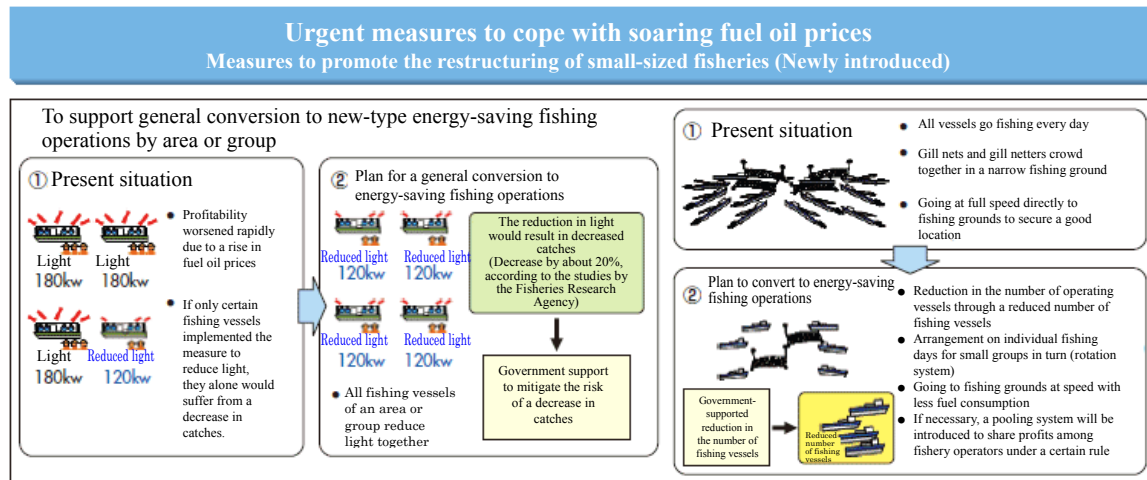 Urgent measures to cope with soaring fuel oil prices
Measures to promote the restructuring of small-sized fisheries (Newly introduced)
To support general conversion to new-type energy-saving fishing
operations by area or group
① Present situation
Light
180kw
Light
180kw
Light
180kw
Reduced light
120kw
● Profitability
worsened rapidly
due to a rise in
fuel oil prices
● If only certain
fishing vessels
implemented the
measure to
reduce light,
they alone would
suffer from a
decrease in
catches.
② Plan for a general conversion to
energy-saving fishing operations
Reduced light
120kw
Reduced light
120kw
Reduced light
120kw
Reduced light
120kw
● All fishing vessels
of an area or
group reduce
light together
The reduction in light
would result in decreased
catches
(Decrease by about 20%,
according to the studies by
the Fisheries Research
Agency)
Government support
to mitigate the risk
of a decrease in
catches
① Present situation
● All vessels go fishing every day
● Gill nets and gill netters crowd
together in a narrow fishing ground
● Going at full speed directly to
fishing grounds to secure a good
location
② Plan to convert to energy-saving
fishing operations
Government-
supported
reduction in
the number of
fishing vessels
Reduced
number
of fishing
vessels
● Reduction in the number of operating
vessels through a reduced number of
fishing vessels
● Arrangement on individual fishing
days for small groups in turn (rotation
system)
● Going to fishing grounds at speed with
less fuel consumption
● If necessary, a pooling system will be
introduced to share profits among
fishery operators under a certain rule